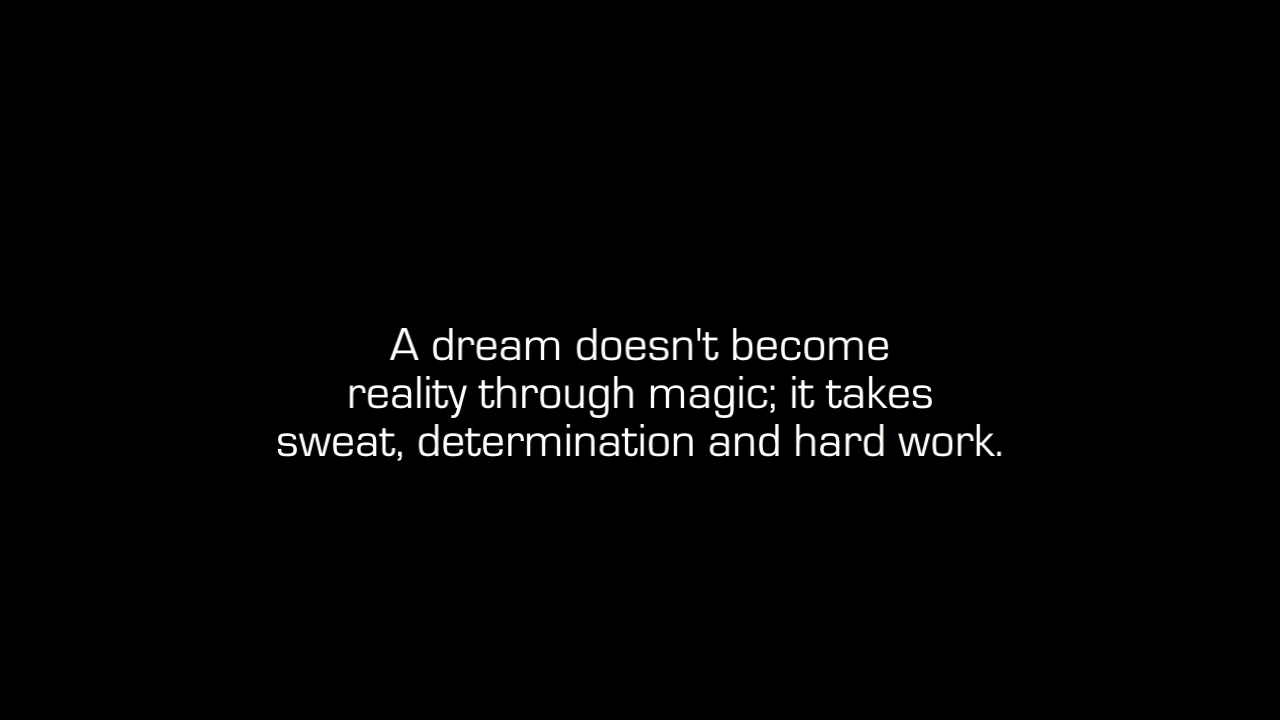 A dream doesn't become
reality through magic; it takes
sweat, determination and hard work.